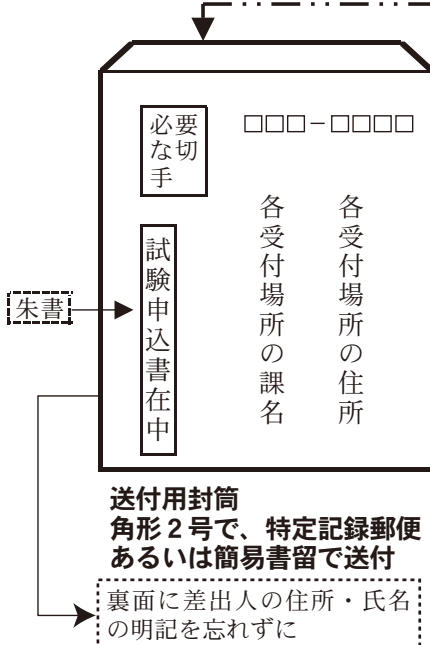 必要
な切
手
□□□－□□□□
各受付場所の住所
各受付場所の課名
試験申込書在中
朱書
送付用封筒
角形２号で、特定記録郵便
あるいは簡易書留で送付
裏面に差出人の住所・氏名
の明記を忘れずに